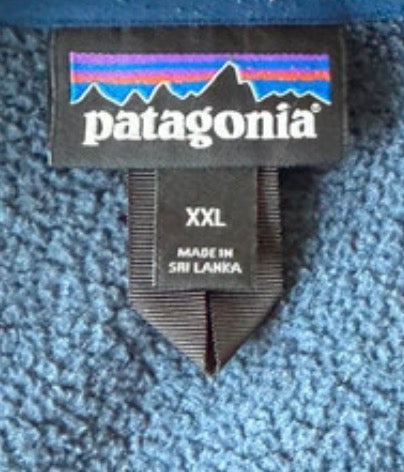 patagonia®
XXL
MADE IN
SRI LANKA